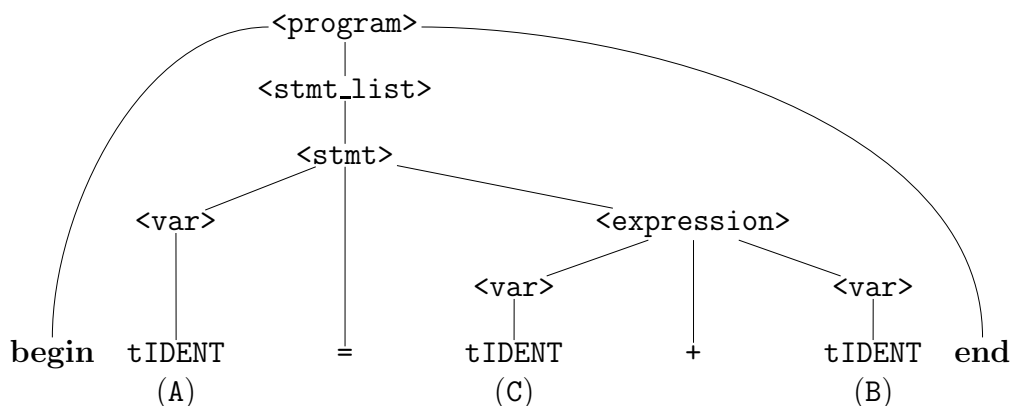 <program>
<stmt_list>
<stmt>
<var> <expression>
<var> <var>
begin tIDENT = tIDENT + tIDENT end
(A) (C) (B)